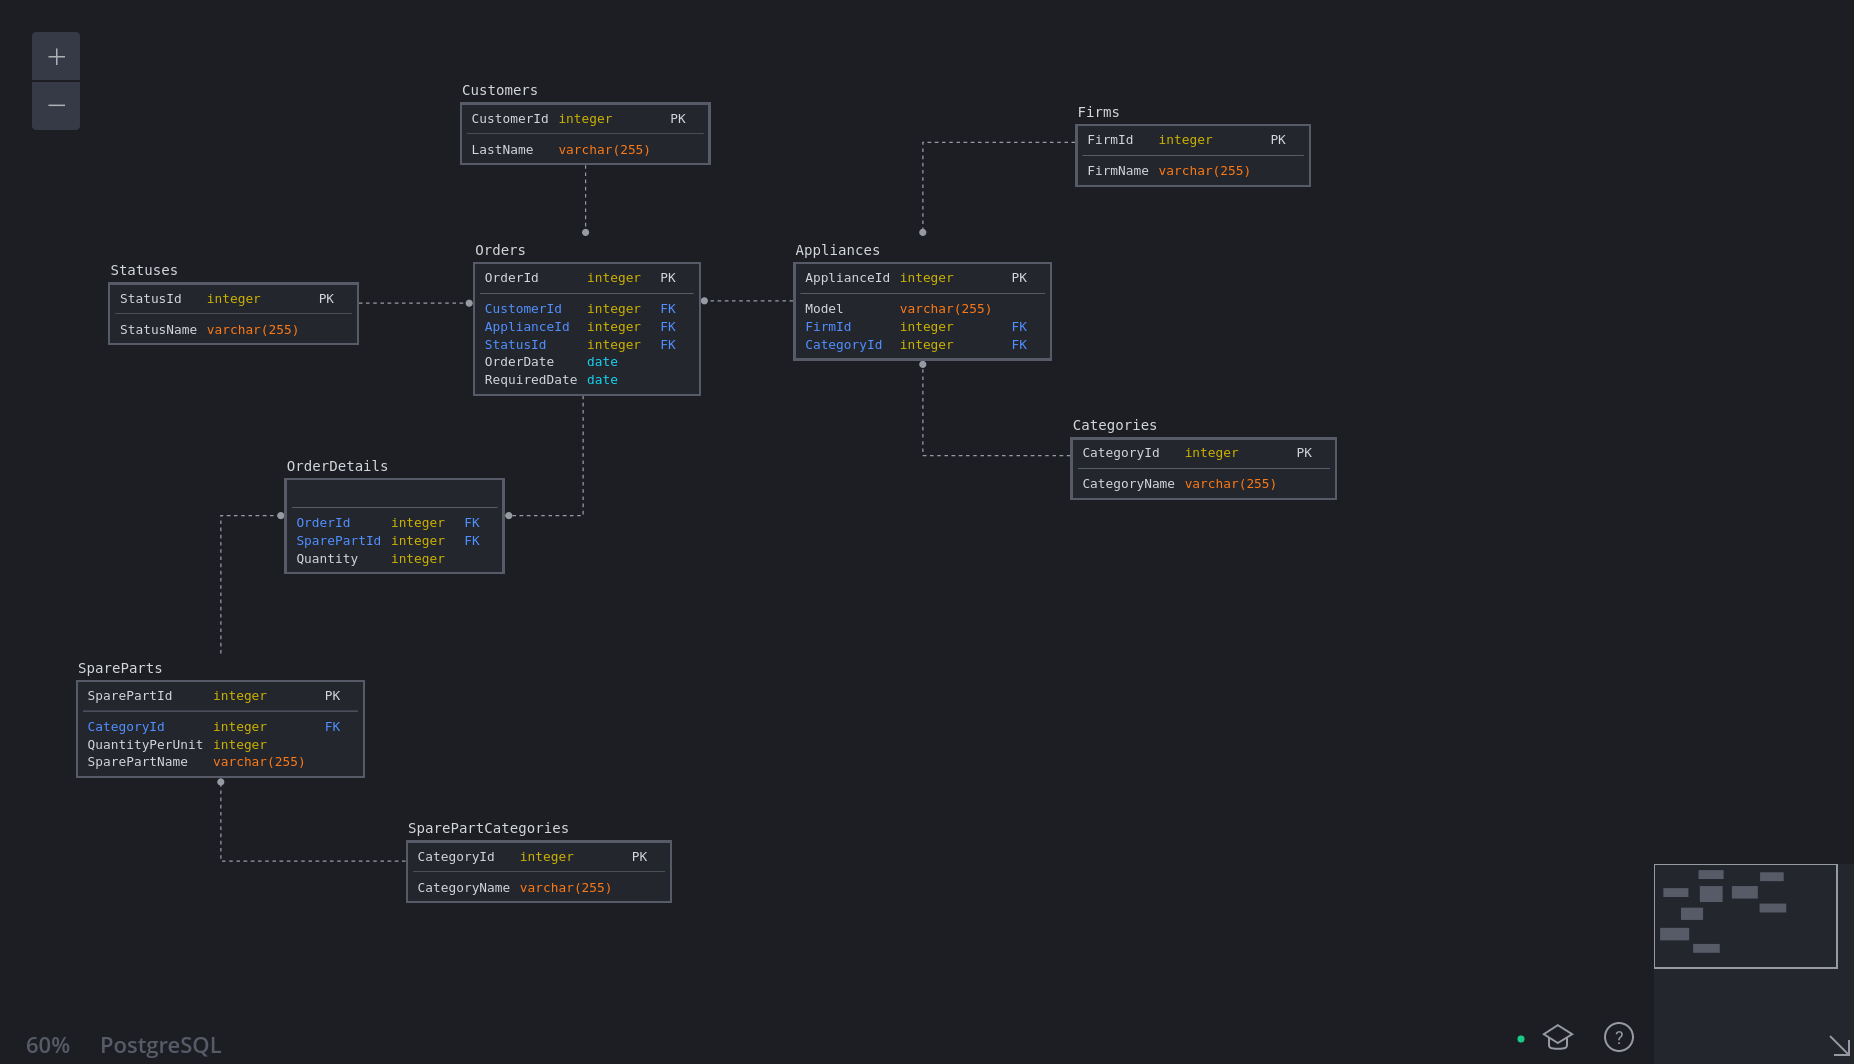 Customers
CustomerId integer PK
LastName varchar(255)
Firms
FirmId integer PK
FirmName varchar(255)
Statuses
StatusId integer PK
StatusName varchar(255)
Orders
OrderId integer PK
CustomerId integer FK
ApplianceId integer FK
StatusId integer FK
OrderDate date
RequiredDate date
Appliances
ApplianceId integer PK
Model varchar(255)
FirmId integer FK
CategoryId integer FK
Categories
CategoryId integer PK
CategoryName varchar(255)
OrderDetails
OrderId integer FK
SparePartId integer FK
Quantity integer
SpareParts
SparePartId integer PK
CategoryId integer FK
QuantityPerUnit integer
SparePartName varchar(255)
SparePartCategories
CategoryId integer PK
CategoryName varchar(255)
60% PostgreSQL
?